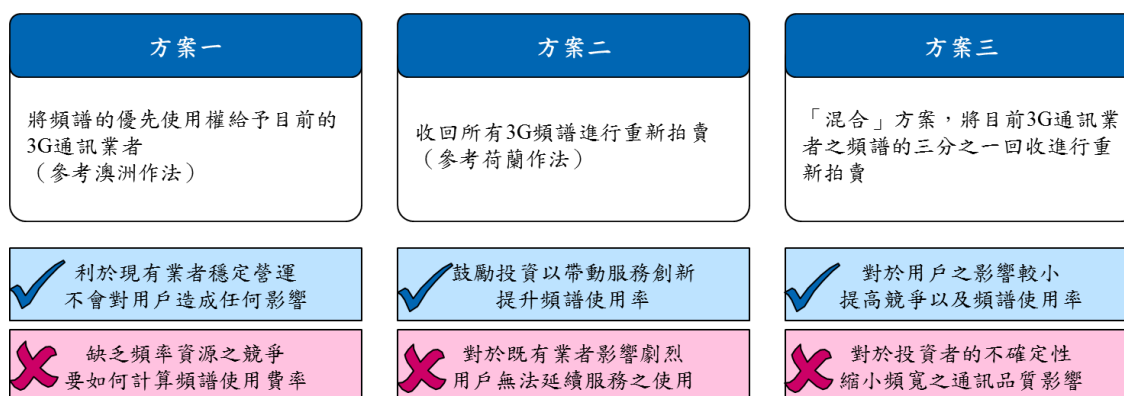 方案一
將頻譜的優先使用權給予目前的
3G通訊業者
（參考澳洲作法）
利於現有業者穩定營運
不會對用戶造成任何影響
缺乏頻率資源之競爭
要如何計算頻譜使用費率
方案二
收回所有3G頻譜進行重新拍賣
（參考荷蘭作法）
鼓勵投資以帶動服務創新
提升頻譜使用率
對於既有業者影響劇烈
用戶無法延續服務之使用
方案三
「混合」方案，將目前3G通訊業
者之頻譜的三分之一回收進行重
新拍賣
對於用戶之影響較小
提高競爭以及頻譜使用率
對於投資者的不確定性
縮小頻寬之通訊品質影響